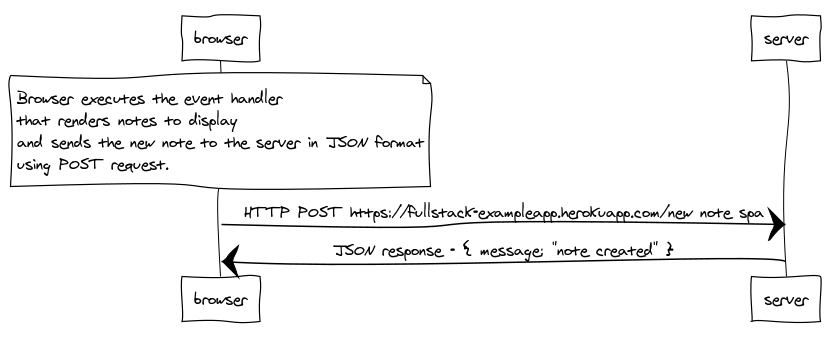 browser
server
Browser executes the event handler
that renders notes to display
and sends the new note to the server in JSON format
using POST request.
HTTP POST https://fullstack-exampleapp.herokuapp.com/new note spa
JSON response - { message: "note created" }
browser
server